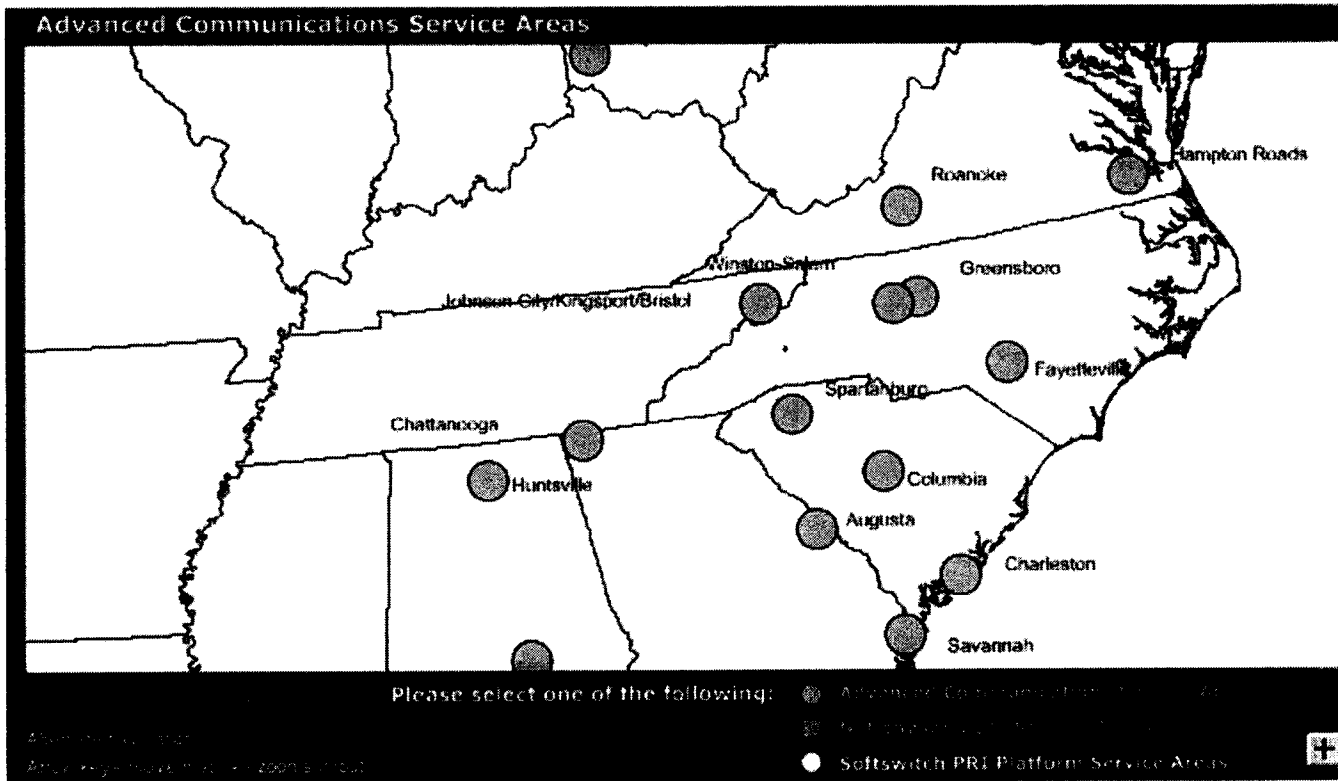 Advanced Communications Service Areas
Hampton Roads
Roanoke
Winston-Salem
Greensboro
Johnson City/Kingsport/Bristol
Fayetteville
Spartanburg
Chattanooga
Huntsville
Columbia
Augusta
Charleston
Savannah
Please select one of the following:
Advanced
Softswitch PRI Platform Service Areas